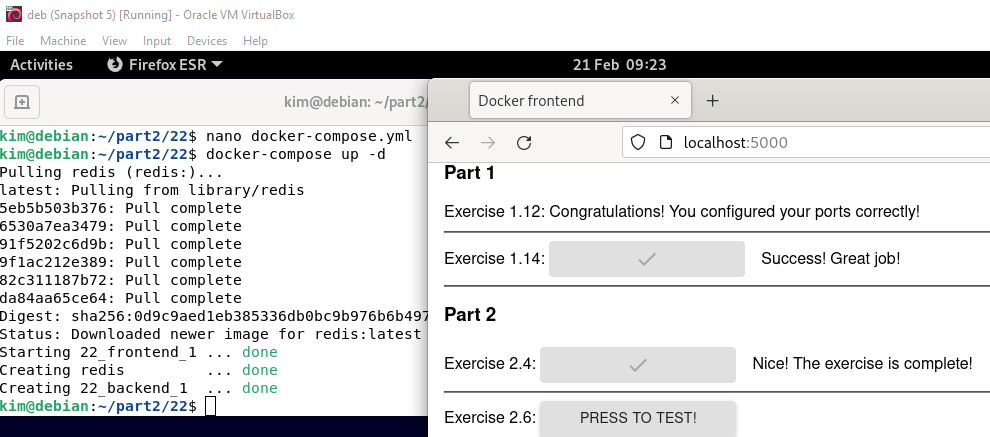 deb (Snapshot 5) [Running] - Oracle VM VirtualBox
File Machine View Input Devices Help
Activities Firefox ESR 21 Feb 09:23
kim@debian: ~/part2/
kim@debian:~/part2/22$ nano docker-compose.yml
kim@debian:~/part2/22$ docker-compose up -d
Pulling redis (redis:)...
latest: Pulling from library/redis
5eb5b503b376: Pull complete
6530a7ea3479: Pull complete
91f5202c6d9b: Pull complete
9f1ac212e389: Pull complete
82c311187b72: Pull complete
da84aa65ce64: Pull complete
Digest: sha256:0d9c9aed1eb385336db0bc9b976b6b497
Status: Downloaded newer image for redis:latest
Starting 22_frontend_1 ... done
Creating redis ... done
Creating 22_backend_1 ... done
kim@debian:~/part2/22$
Docker frontend
localhost:5000
Part 1
Exercise 1.12: Congratulations! You configured your ports correctly!
Exercise 1.14: Success! Great job!
Part 2
Exercise 2.4: Nice! The exercise is complete!
Exercise 2.6: PRESS TO TEST!